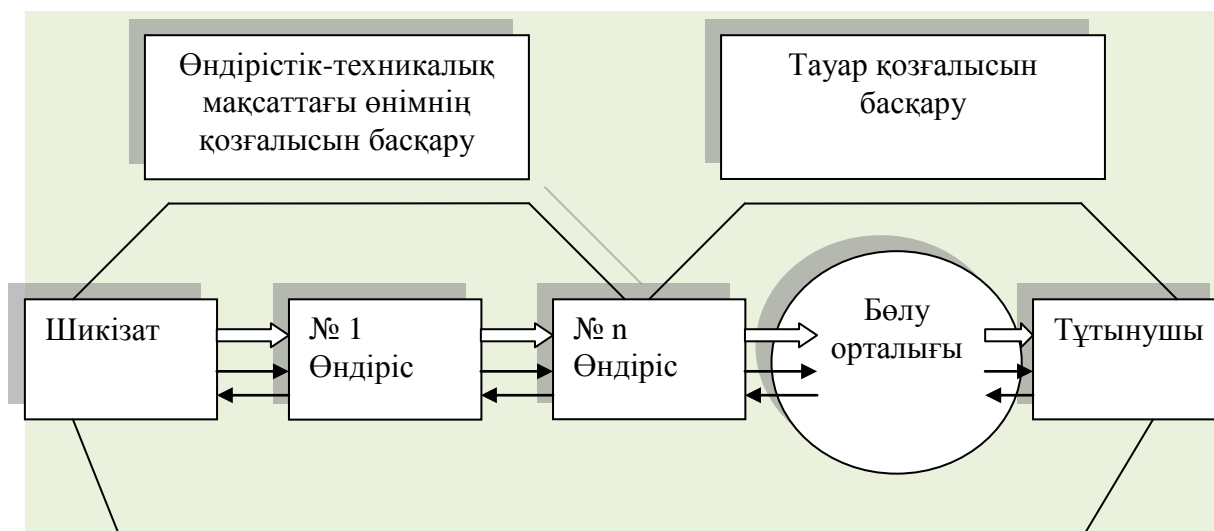 Өндірістік-техникалық
мақсаттағы өнімнің
қозғалысын басқару
Тауар қозғалысын
басқару
Шикізат
№ 1
Өндіріс
№ n
Өндіріс
Бөлу
орталығы
Тұтынушы